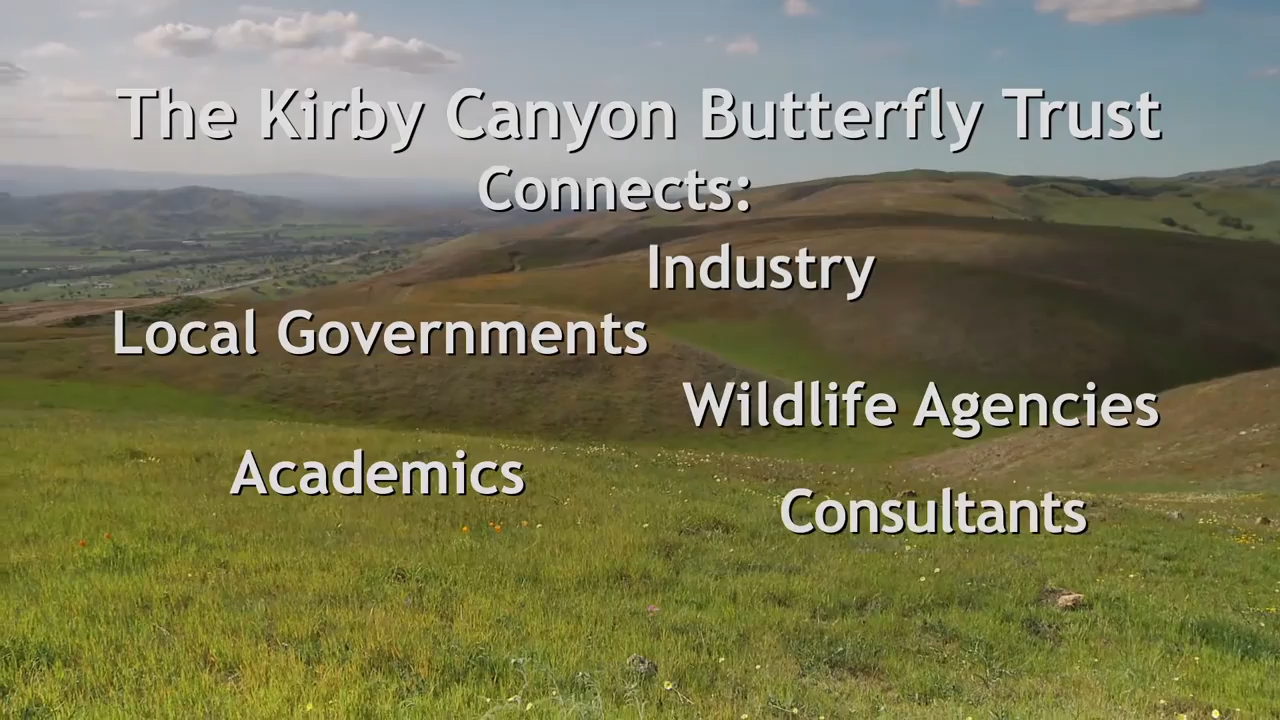 The Kirby Canyon Butterfly Trust
Connects:
Industry
Local Governments
Wildlife Agencies
Academics
Consultants